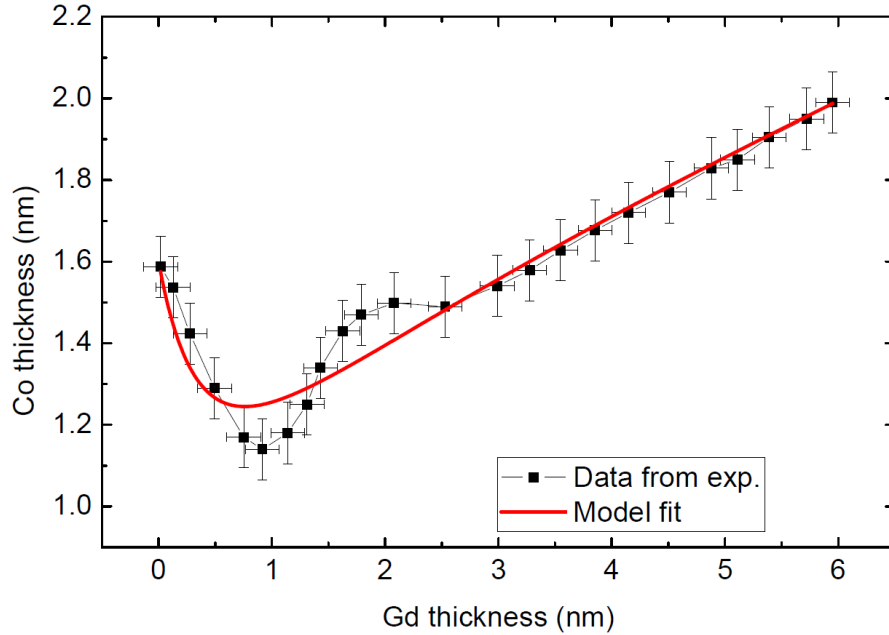 2.2
2.0
1.8
1.6
1.4
1.2
1.0
Co thickness (nm)
Data from exp.
Model fit
0 1 2 3 4 5 6
Gd thickness (nm)